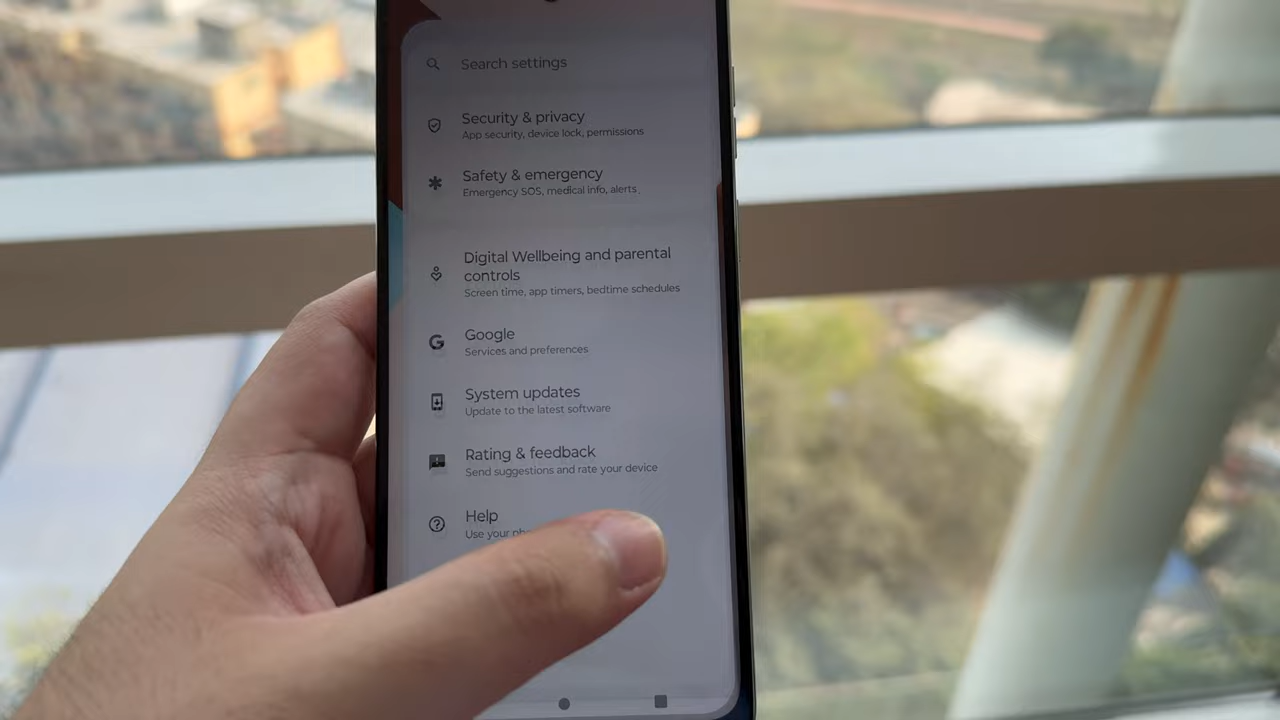 Search settings
Security & privacy
App security, device lock, permissions
Safety & emergency
Emergency SOS, medical info, alerts
Digital Wellbeing and parental
controls
Screen time, app timers, bedtime schedules
Google
Services and preferences
System updates
Update to the latest software
Rating & feedback
Send suggestions and rate your device
Help
Use your